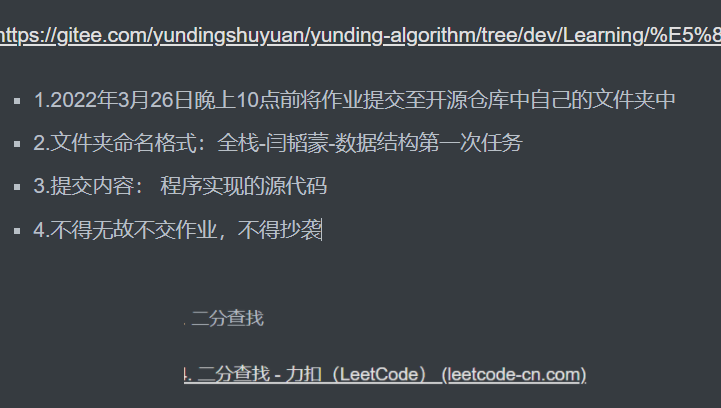 https://gitee.com/yundingshuyuan/yunding-algorithm/tree/dev/Learning/%E5%8
1.2022年3月26日晚上10点前将作业提交至开源仓库中自己的文件夹中
2.文件夹命名格式：全栈-闫韬蒙-数据结构第一次任务
3.提交内容： 程序实现的源代码
4.不得无故不交作业，不得抄袭
. 二分查找
4. 二分查找 - 力扣（LeetCode） (leetcode-cn.com)